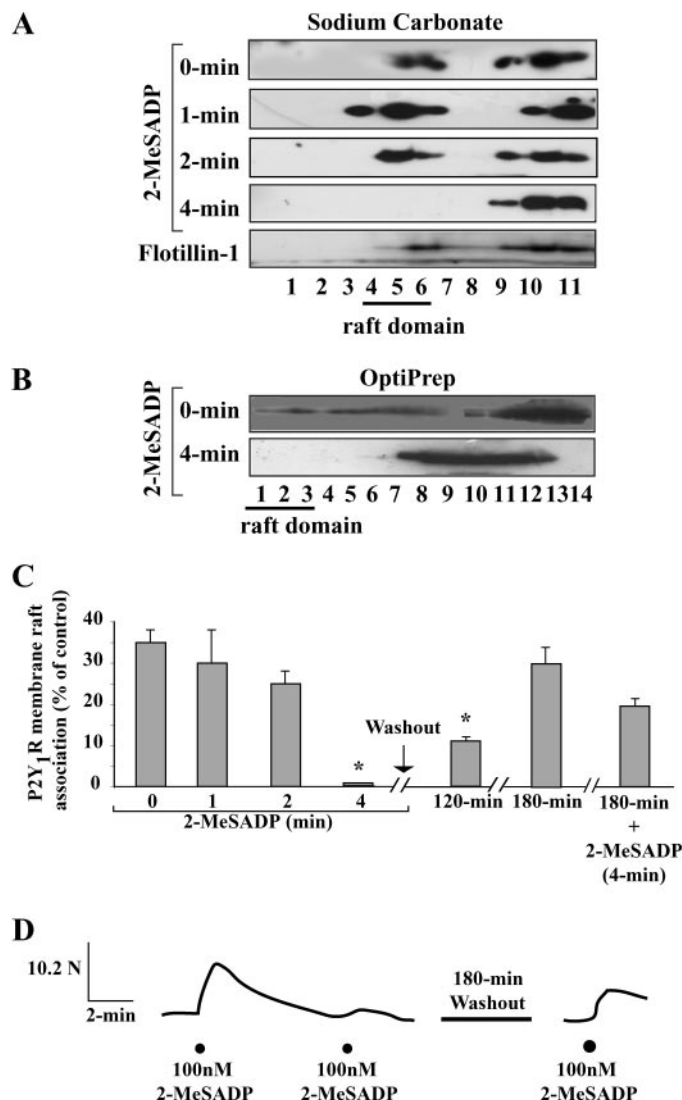 A
Sodium Carbonate
2-MeSADP
0-min
1-min
2-min
4-min
Flotillin-1
1 2 3 4 5 6 7 8 9 10 11
raft domain
B
OptiPrep
2-MeSADP
0-min
4-min
1 2 3 4 5 6 7 8 9 10 11 12 13 14
raft domain
C
P2Y1R membrane raft
association (% of control)
40
30
20
10
0
*
Washout
*
0 1 2 4 120-min 180-min 180-min
2-MeSADP (min)
+
2-MeSADP
(4-min)
D
10.2 N
2-min
180-min
Washout
100nM
2-MeSADP
100nM
2-MeSADP
100nM
2-MeSADP